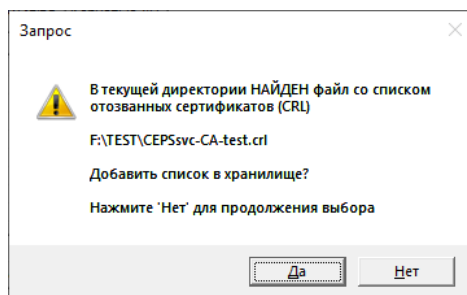 Запрос
В текущей директории НАЙДЕН файл со списком
отозванных сертификатов (CRL)
F:\TEST\CEPSsvc-CA-test.crl
Добавить список в хранилище?
Нажмите 'Нет' для продолжения выбора
Да
Нет